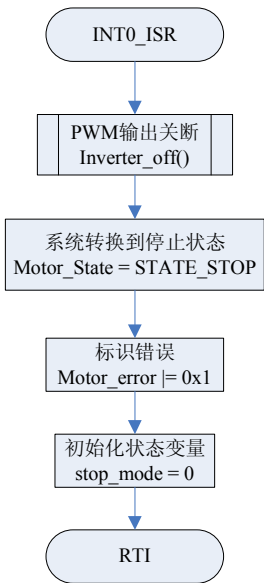 INT0_ISR
PWM输出关断
Inverter_off()
系统转换到停止状态
Motor_State = STATE_STOP
标识错误
Motor_error |= 0x1
初始化状态变量
stop_mode = 0
RTI